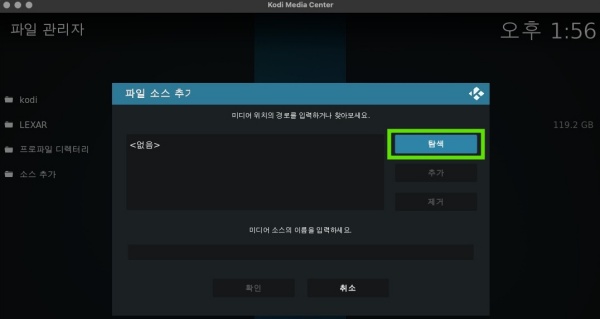 Kodi Media Center
파일 관리자
오후 1:56
파일 소스 추가
미디어 위치의 경로를 입력하거나 찾아보세요.
kodi
LEXAR
119.2 GB
프로파일 디렉터리
소스 추가
<없음>
탐색
추가
제거
미디어 소스의 이름을 입력하세요.
확인
취소